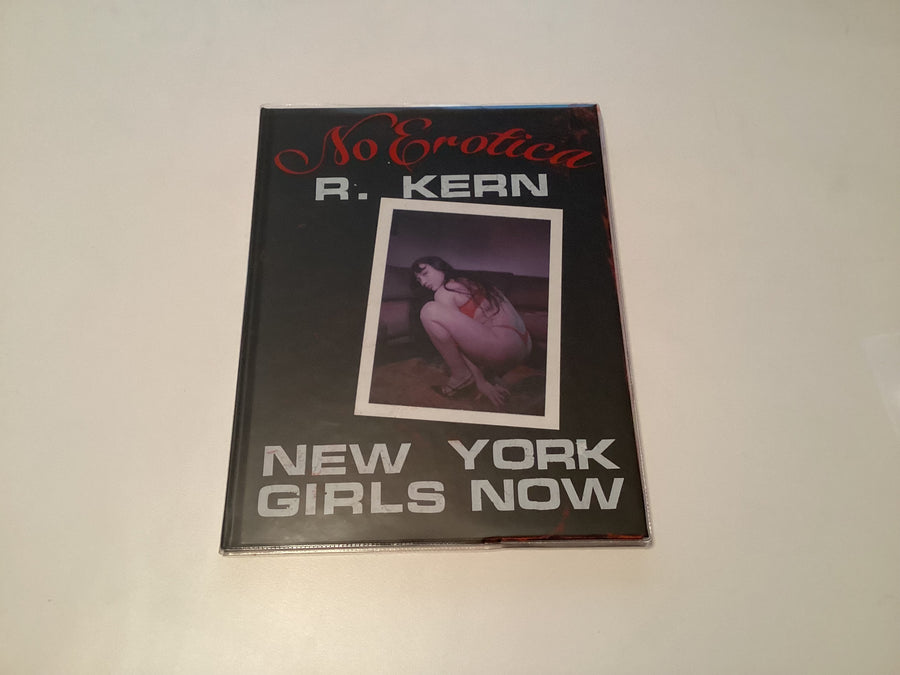 No Erotica
R. KERN
NEW YORK
GIRLS NOW